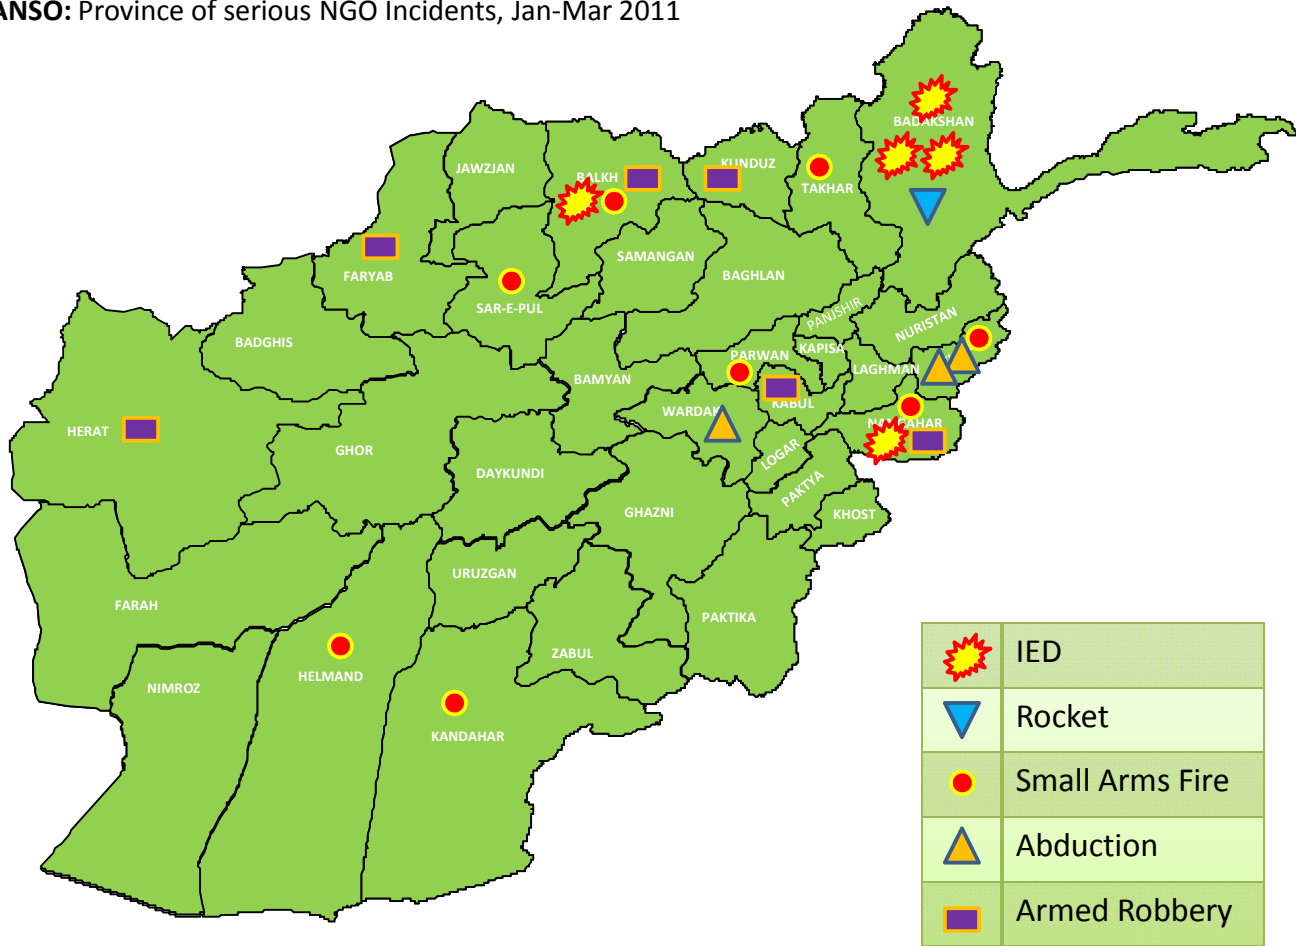 ANSO: Province of serious NGO Incidents, Jan-Mar 2011
BADAKSHAN
JAWZJAN
BALKH
KUNDUZ
TAKHAR
FARYAB
SAMANGAN
BAGHLAN
SAR-E-PUL
PANJSHIR
NURISTAN
BADGHIS
PARWAN
KAPISA
LAGHMAN
BAMYAN
WARDAK
KABUL
HERAT
NANGAHAR
GHOR
LOGAR
DAYKUNDI
PAKTYA
GHAZNI
KHOST
URUZGAN
FARAH
PAKTIKA
ZABUL
HELMAND
NIMROZ
KANDAHAR
IED
Rocket
Small Arms Fire
Abduction
Armed Robbery